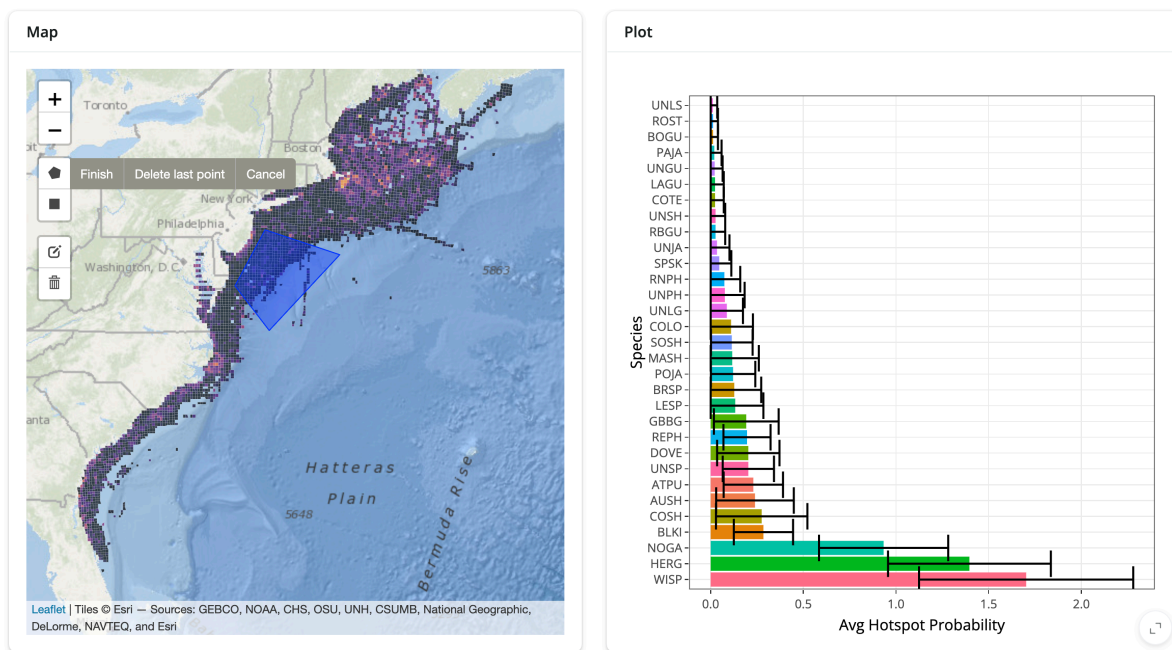 Map
+
−
Finish Delete last point Cancel
Toronto
Boston
New York
Philadelphia
Washington, D.C.
5863
anta
Hatteras
Plain
5648
Bermuda Rise
Leaflet | Tiles © Esri — Sources: GEBCO, NOAA, CHS, OSU, UNH, CSUMB, National Geographic,
DeLorme, NAVTEQ, and Esri
Plot
Species
UNLS
ROST
BOGU
PAJA
UNGU
LAGU
COTE
UNSH
RBGU
UNJA
SPSK
RNPH
UNPH
UNLG
COLO
SOSH
MASH
POJA
BRSP
LESP
GBBG
REPH
DOVE
UNSP
ATPU
AUSH
COSH
BLKI
NOGA
HERG
WISP
0.0 0.5 1.0 1.5 2.0
Avg Hotspot Probability